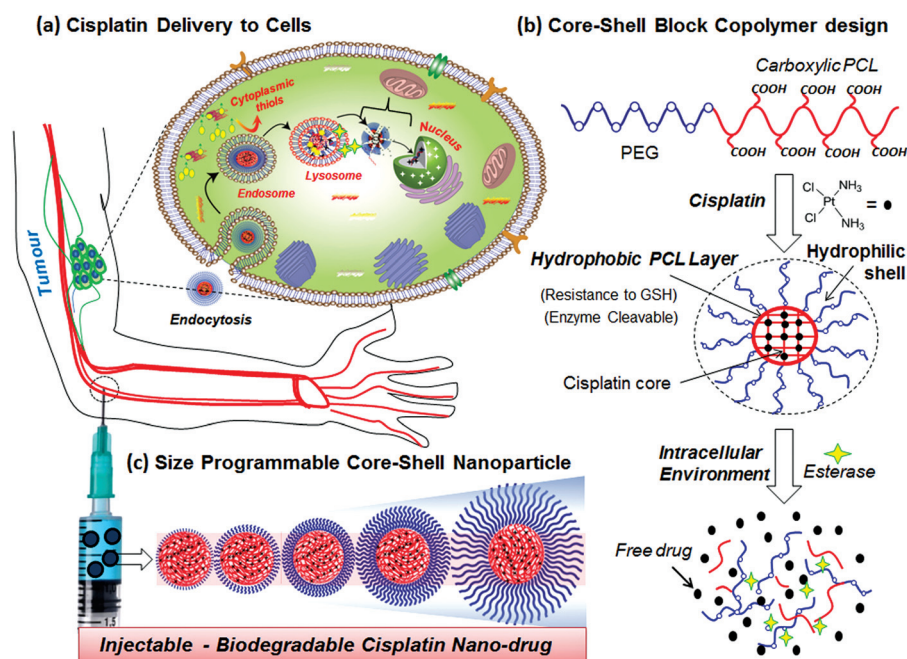 (a) Cisplatin Delivery to Cells
Cytoplasmic
thiols
Endosome
Lysosome
Nucleus
Tumour
Endocytosis
(b) Core-Shell Block Copolymer design
Carboxylic PCL
COOH COOH COOH
PEG
COOH COOH COOH COOH
Cisplatin
Cl NH3
Pt
Cl NH3
= ●
Hydrophobic PCL Layer
Hydrophilic
shell
(Resistance to GSH)
(Enzyme Cleavable)
Cisplatin core
Intracellular
Environment
Esterase
Free drug
(c) Size Programmable Core-Shell Nanoparticle
1.5
Injectable - Biodegradable Cisplatin Nano-drug